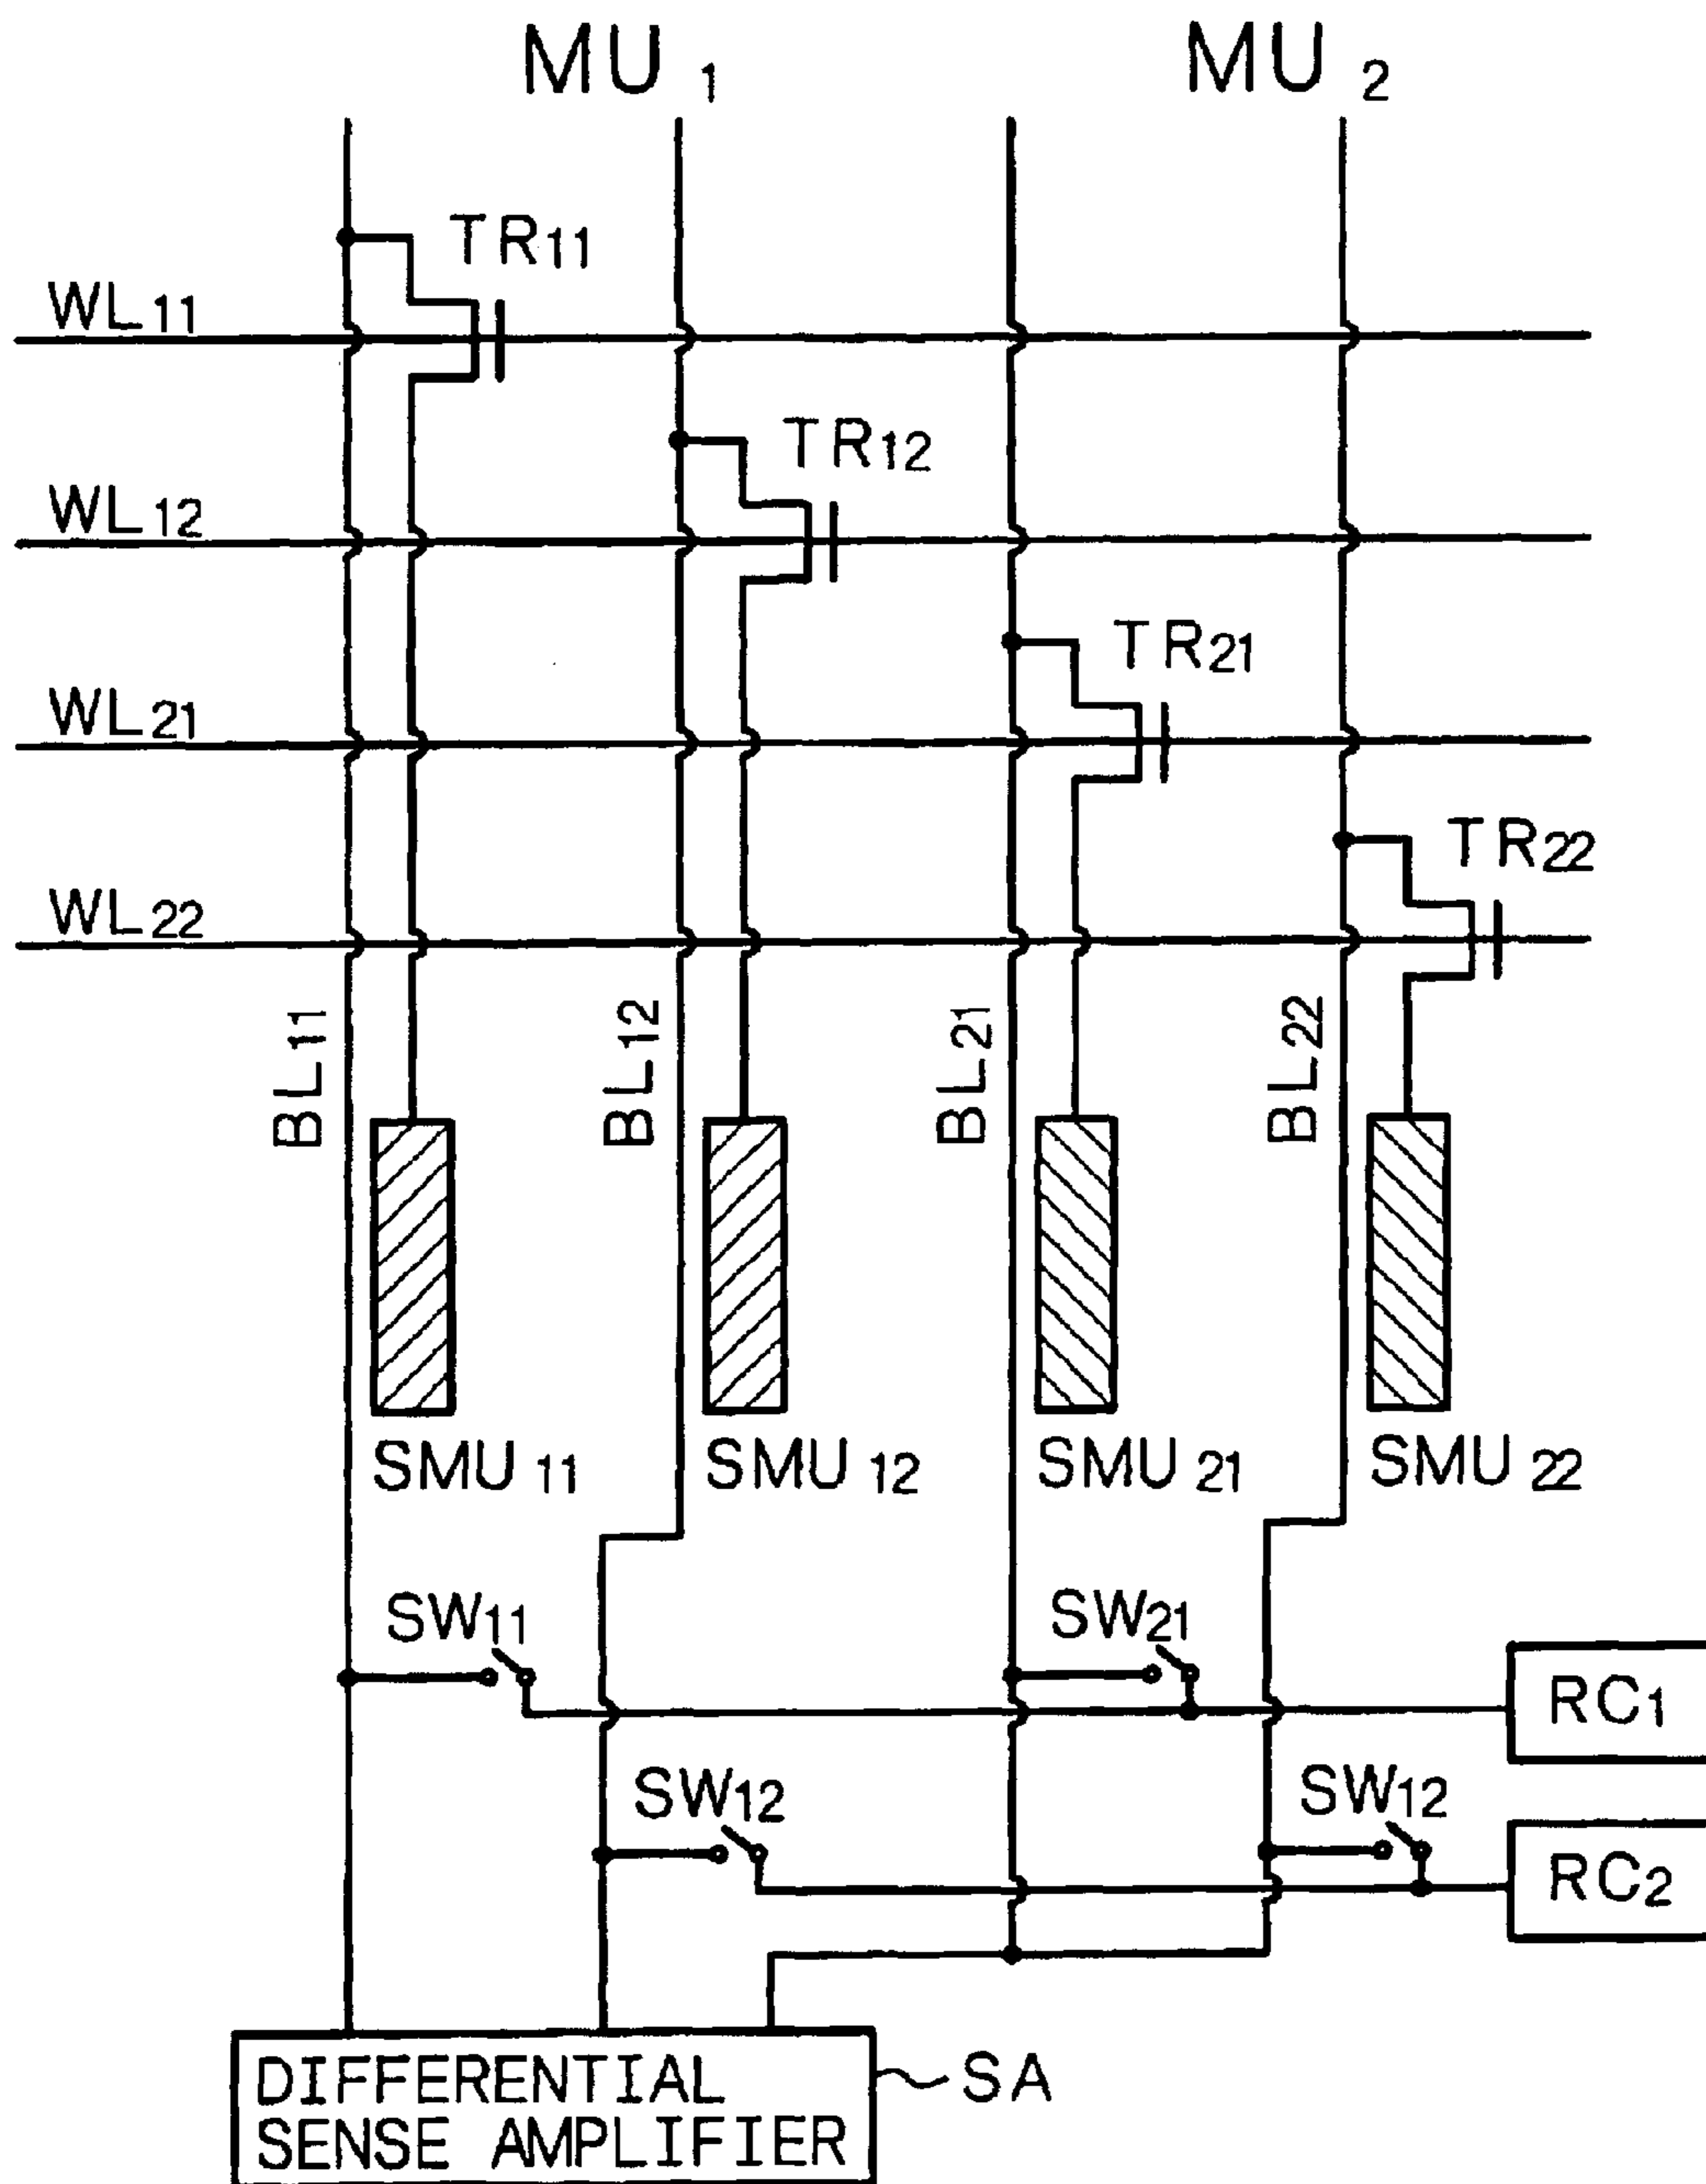 MU 1 MU 2
TR11
WL11
TR12
WL12
TR21
WL21
TR22
WL22
BL11 BL12 BL21 BL22
SMU 11 SMU 12 SMU 21 SMU 22
SW11 SW21
RC1
SW12 SW12
RC2
DIFFERENTIAL
SENSE AMPLIFIER
SA